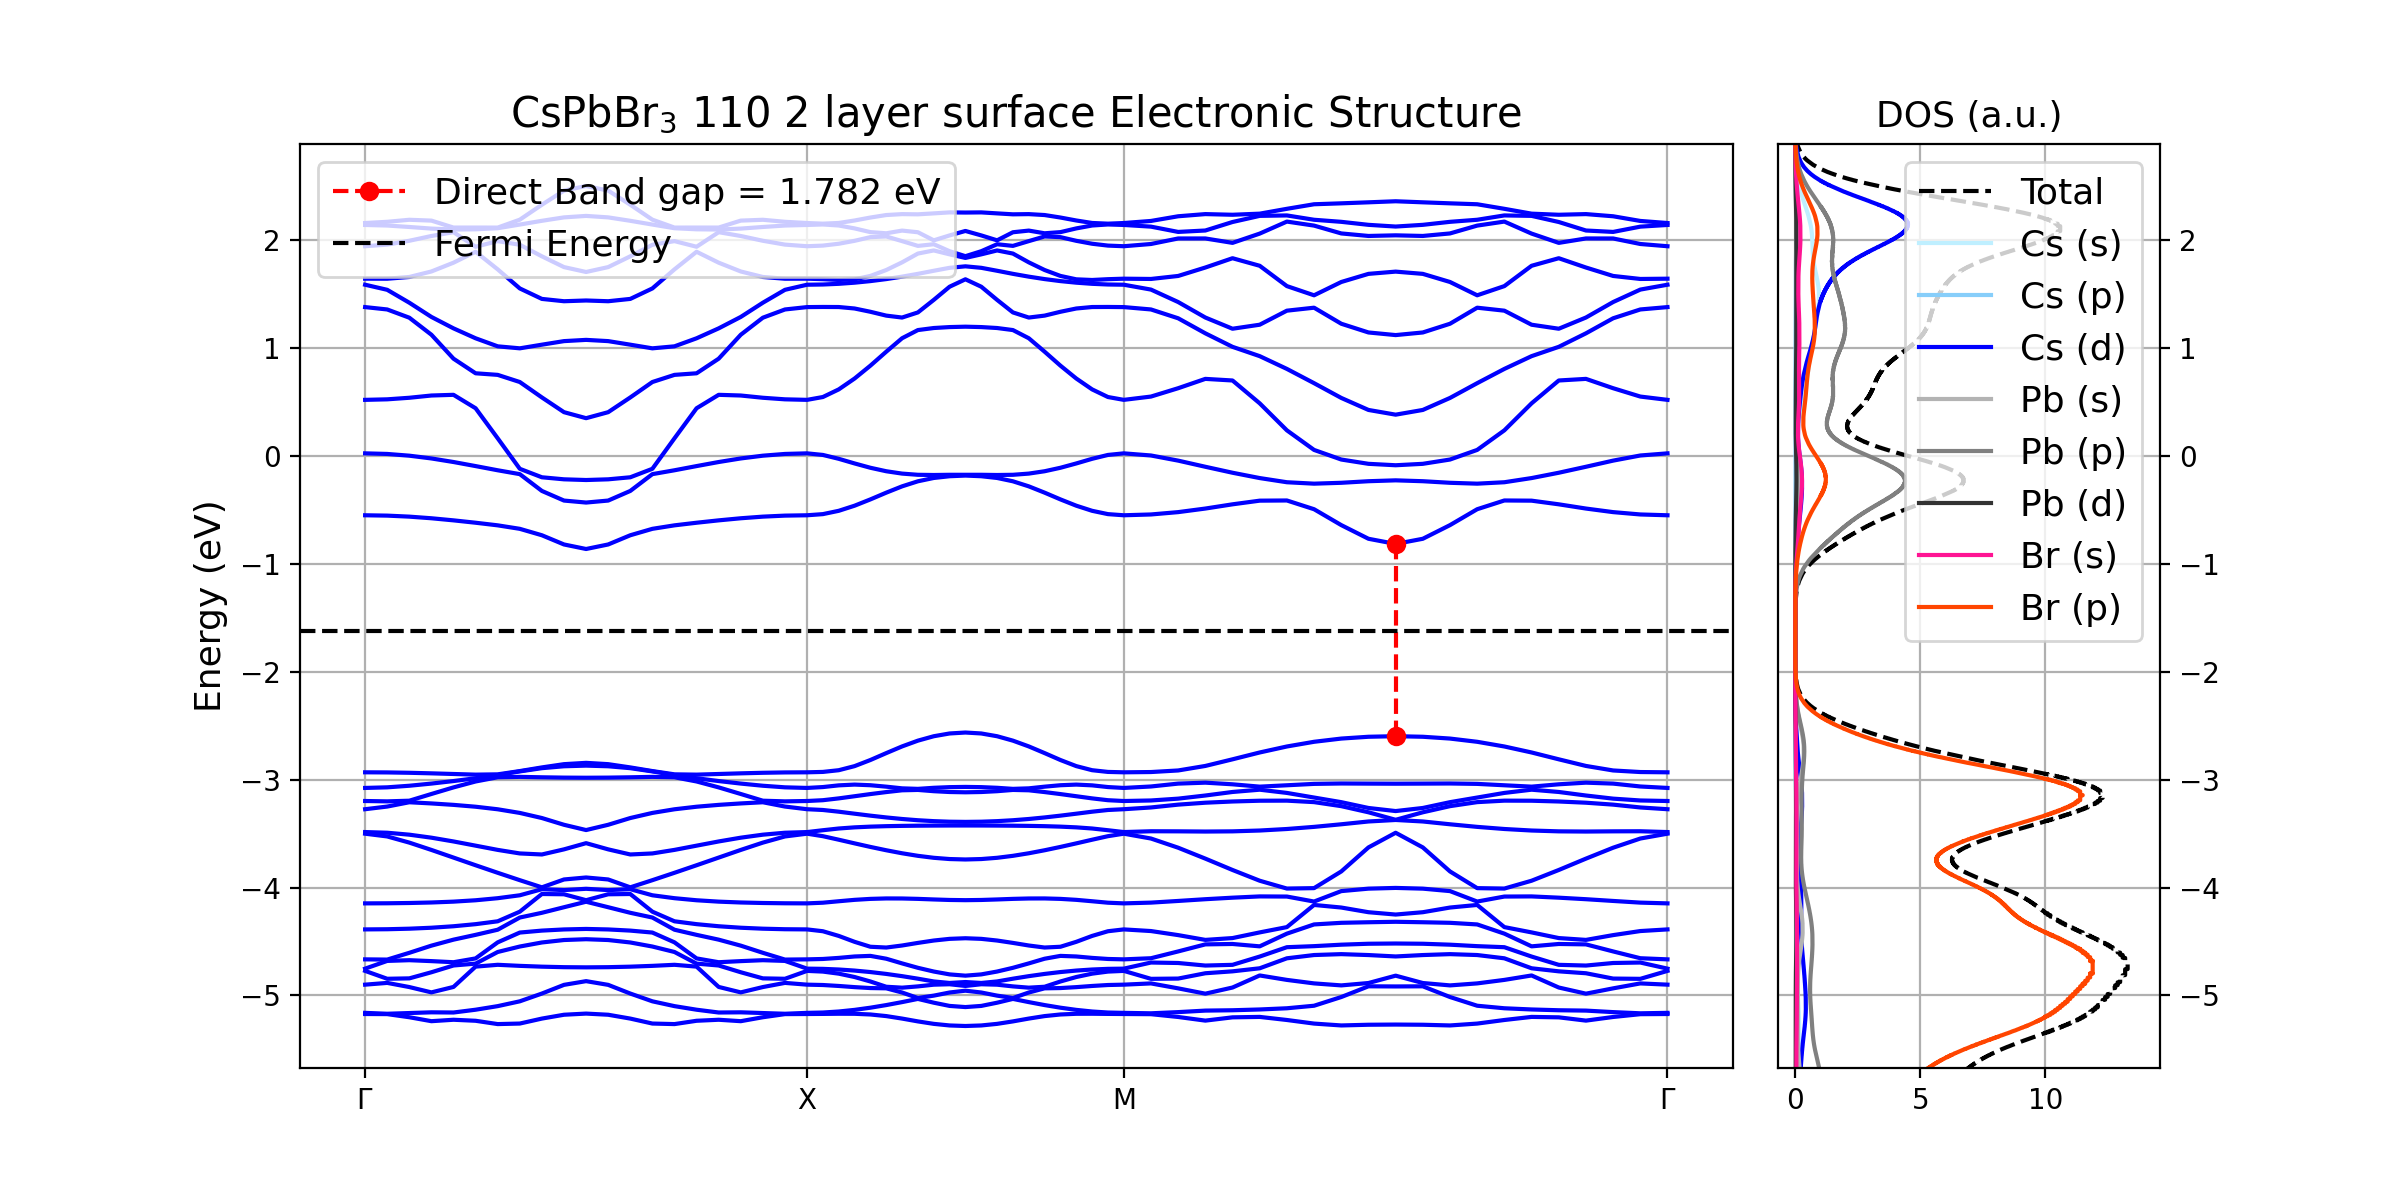 CsPbBr₃ 110 2 layer surface Electronic Structure
DOS (a.u.)
Direct Band gap = 1.782 eV
Fermi Energy
Energy (eV)
2
1
0
−1
−2
−3
−4
−5
Γ
X
M
Γ
Total
Cs (s)
Cs (p)
Cs (d)
Pb (s)
Pb (p)
Pb (d)
Br (s)
Br (p)
2
1
0
−1
−2
−3
−4
−5
0
5
10